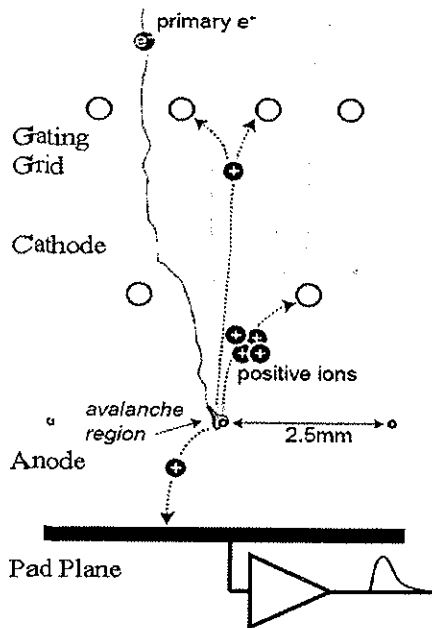 primary e⁻
e⁻
Gating
Grid
+
Cathode
+ +
+ +
positive ions
avalanche
region
2.5mm
Anode
+
Pad Plane